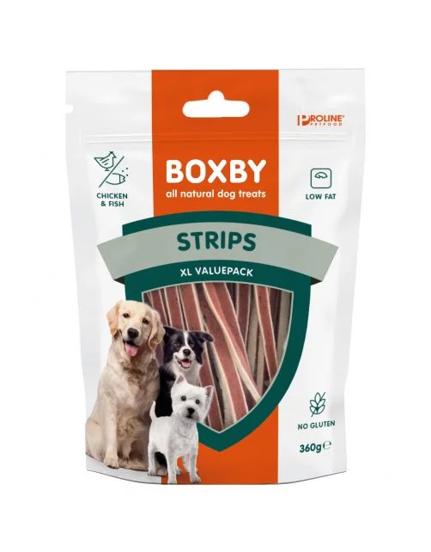 PROLINE
PETFOOD
BOXBY
all natural dog treats
CHICKEN
& FISH
LOW FAT
STRIPS
XL VALUEPACK
NO GLUTEN
360g℮